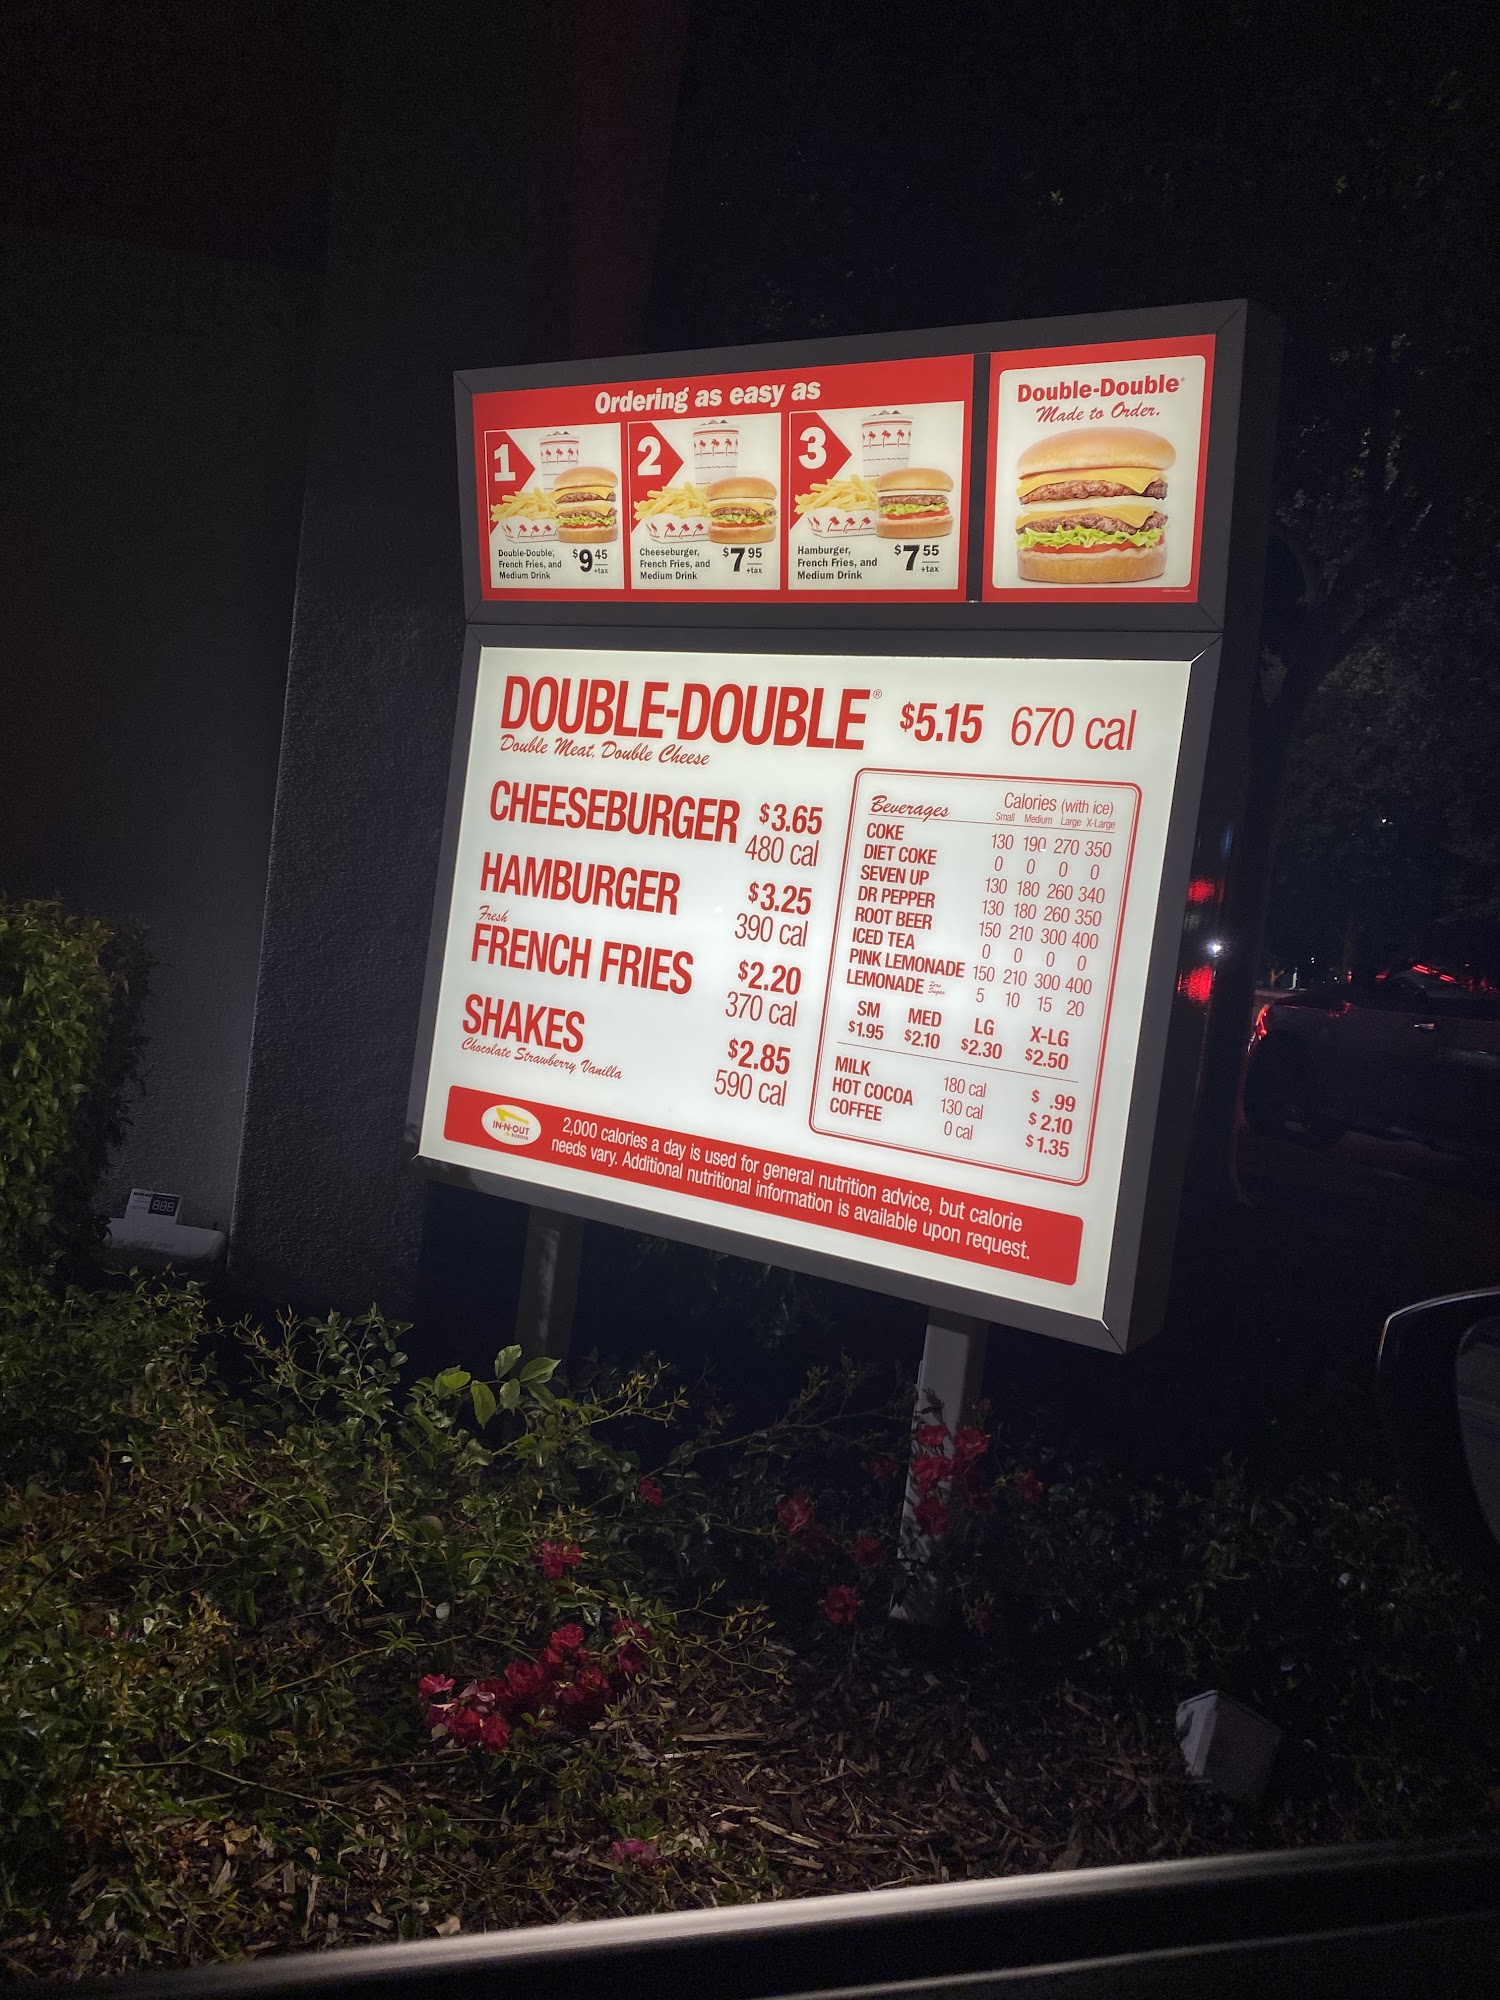 Ordering as easy as
1
Double-Double®,
French Fries, and
Medium Drink
$9 45
+tax
2
Cheeseburger,
French Fries, and
Medium Drink
$7 95
+tax
3
Hamburger,
French Fries, and
Medium Drink
$7 55
+tax
Double-Double®
Made to Order.
DOUBLE-DOUBLE® $5.15 670 cal
Double Meat, Double Cheese
CHEESEBURGER $3.65
480 cal
HAMBURGER $3.25
390 cal
Fresh
FRENCH FRIES $2.20
370 cal
SHAKES $2.85
Chocolate Strawberry Vanilla 590 cal
Beverages Calories (with ice)
Small Medium Large X-Large
COKE 130 190 270 350
DIET COKE 0 0 0 0
SEVEN UP 130 180 260 340
DR PEPPER 130 180 260 350
ROOT BEER 150 210 300 400
ICED TEA 0 0 0 0
PINK LEMONADE 150 210 300 400
LEMONADE Zero Sugar 5 10 15 20
SM MED LG X-LG
$1.95 $2.10 $2.30 $2.50
MILK 180 cal $ .99
HOT COCOA 130 cal $2.10
COFFEE 0 cal $1.35
IN-N-OUT
BURGER
2,000 calories a day is used for general nutrition advice, but calorie
needs vary. Additional nutritional information is available upon request.